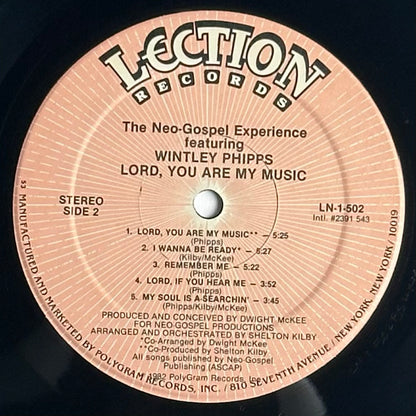 LECTION
RECORDS
The Neo-Gospel Experience
featuring
WINTLEY PHIPPS
LORD, YOU ARE MY MUSIC
STEREO
SIDE 2
LN-1-502
Intl. #2391 543
1. LORD, YOU ARE MY MUSIC** – 5:25
(Phipps)
2. I WANNA BE READY* – 5:27
(Kilby/McKee)
3. REMEMBER ME – 5:22
(Phipps)
4. LORD, IF YOU HEAR ME – 3:52
(Phipps)
5. MY SOUL IS A SEARCHIN' – 3:45
(Phipps/Kilby/McKee)
PRODUCED AND CONCEIVED BY DWIGHT McKEE
FOR NEO-GOSPEL PRODUCTIONS
ARRANGED AND ORCHESTRATED BY SHELTON KILBY
*Co-Arranged by Dwight McKee
**Co-Produced by Shelton Kilby
All songs published by Neo-Gospel
Publishing (ASCAP)
1982 PolyGram Records, Inc.
53 MANUFACTURED AND MARKETED BY POLYGRAM RECORDS, INC. / 810 SEVENTH AVENUE / NEW YORK, NEW YORK / 10019